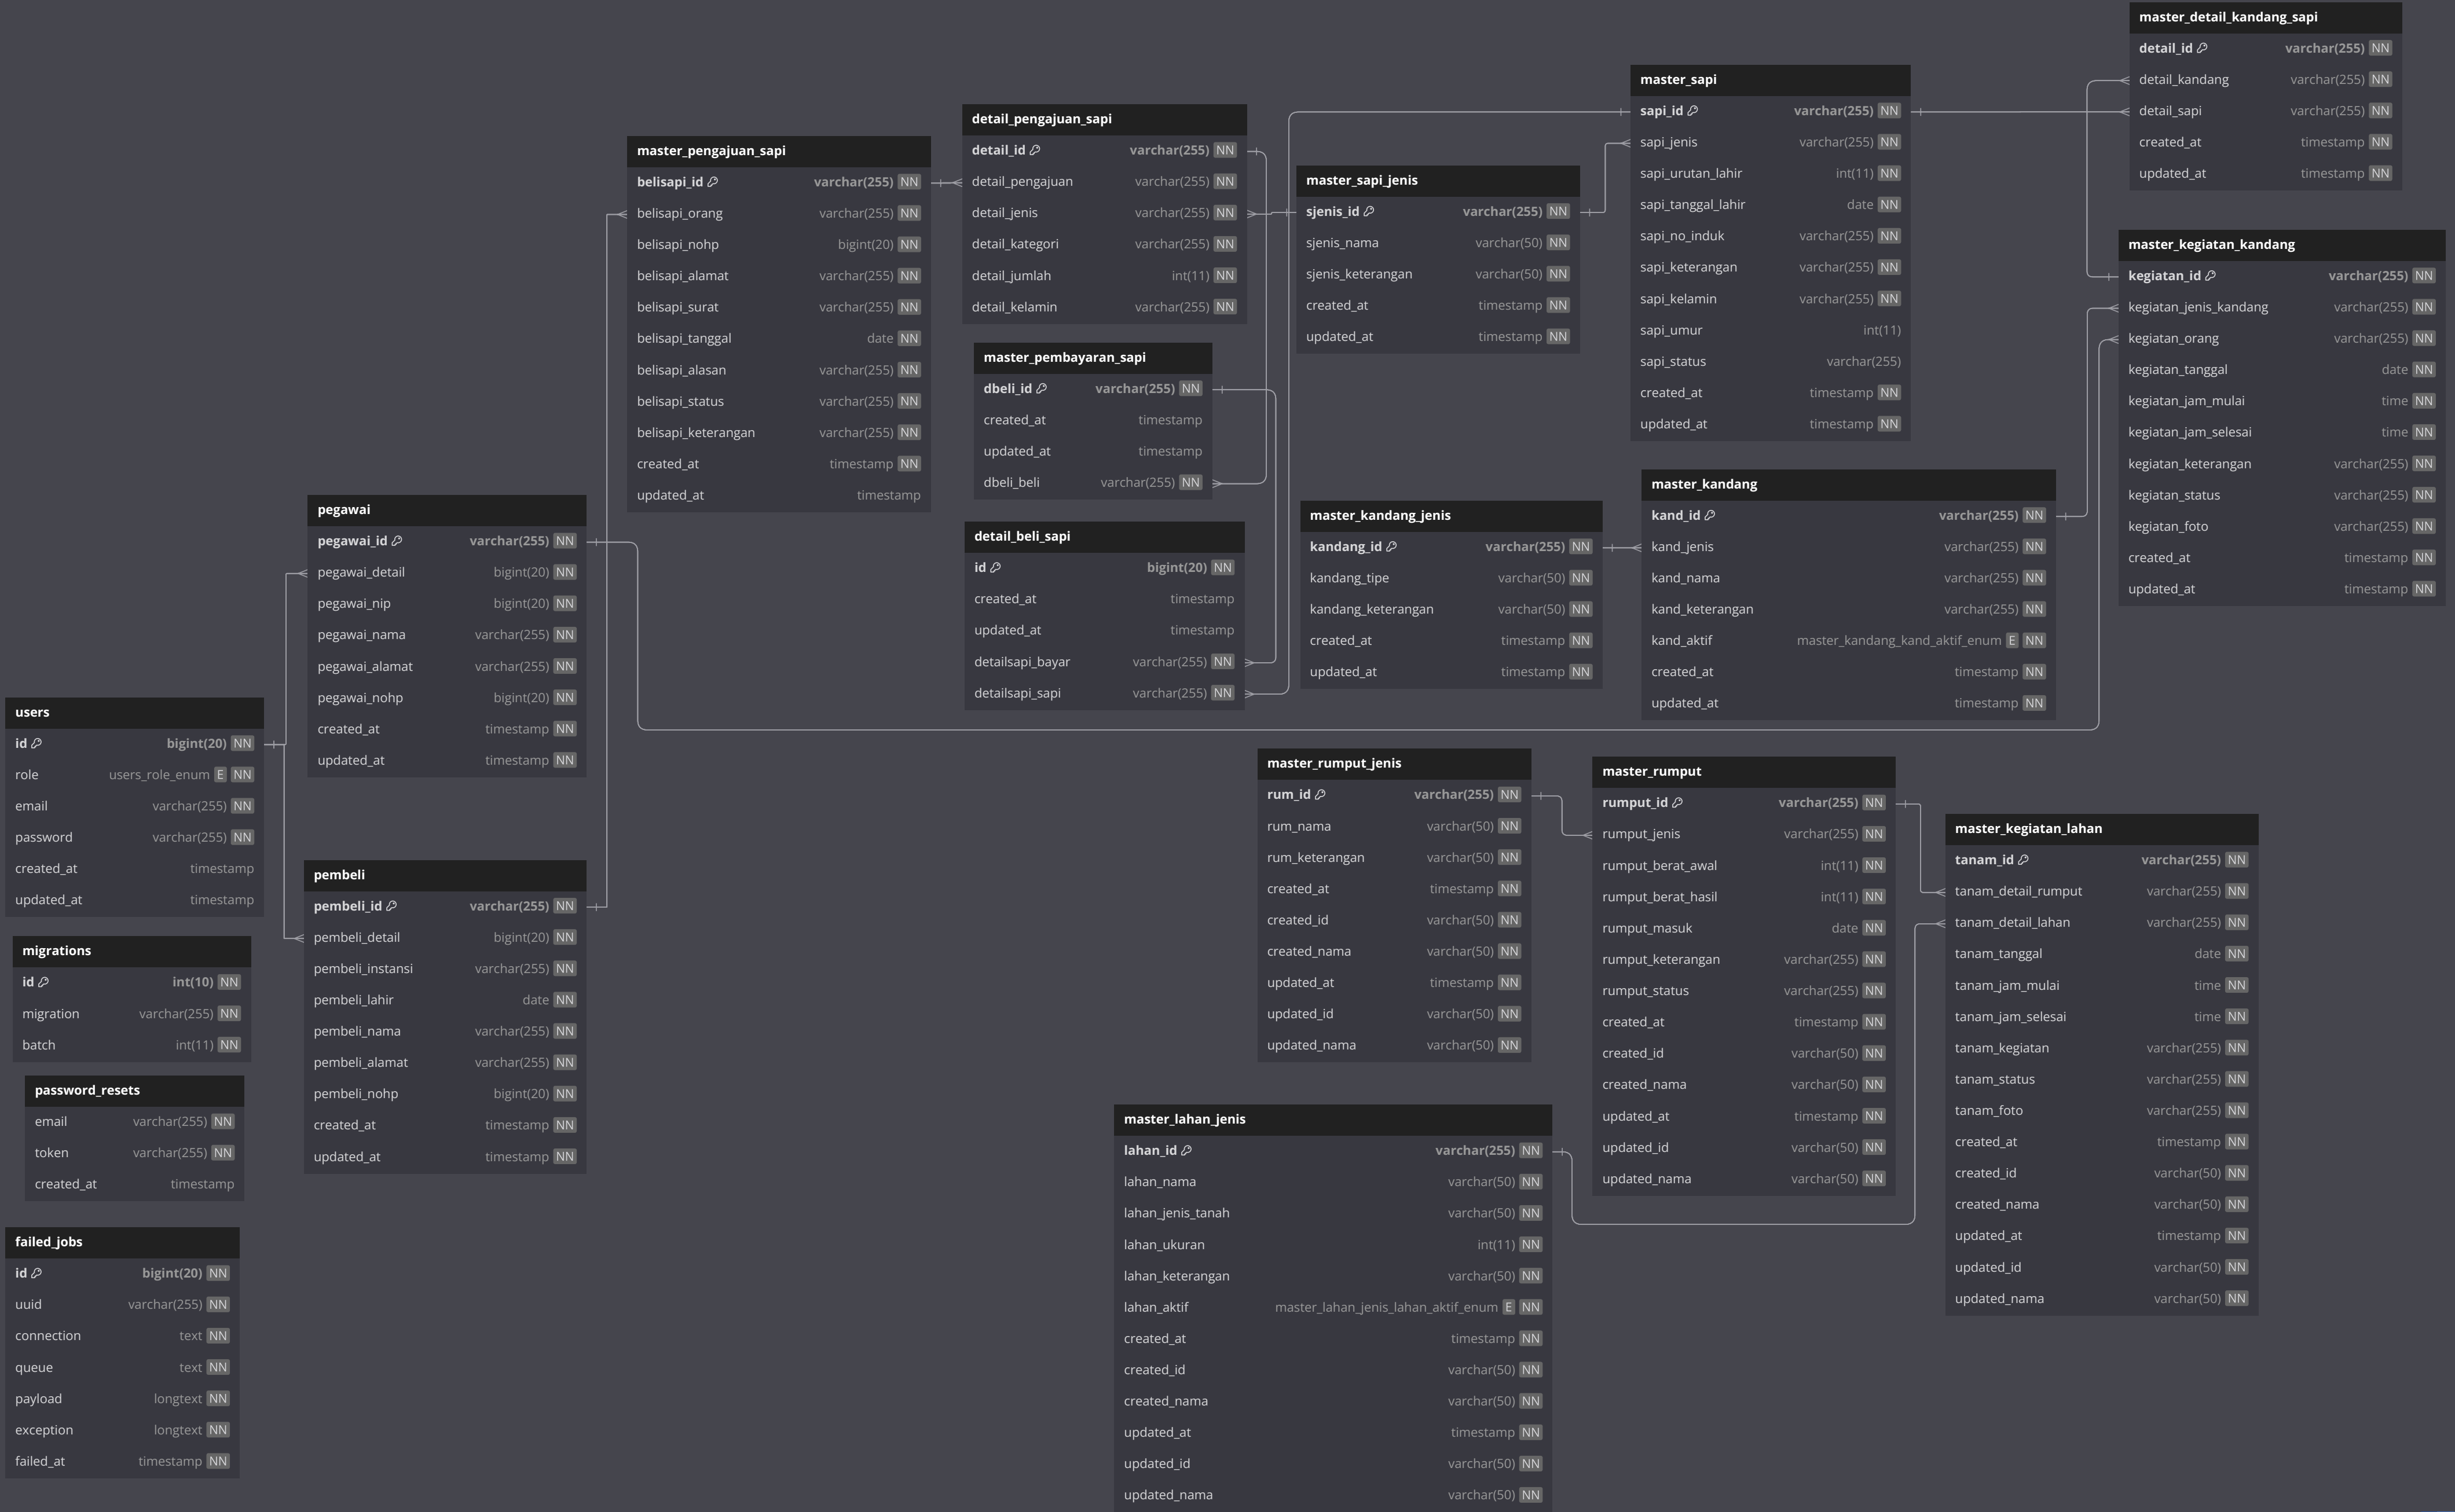 master_detail_kandang_sapi
detail_id varchar(255) NN
detail_kandang varchar(255) NN
detail_sapi varchar(255) NN
created_at timestamp NN
updated_at timestamp NN
master_sapi
sapi_id varchar(255) NN
sapi_jenis varchar(255) NN
sapi_urutan_lahir int(11) NN
sapi_tanggal_lahir date NN
sapi_no_induk varchar(255) NN
sapi_keterangan varchar(255) NN
sapi_kelamin varchar(255) NN
sapi_umur int(11)
sapi_status varchar(255)
created_at timestamp NN
updated_at timestamp NN
detail_pengajuan_sapi
detail_id varchar(255) NN
detail_pengajuan varchar(255) NN
detail_jenis varchar(255) NN
detail_kategori varchar(255) NN
detail_jumlah int(11) NN
detail_kelamin varchar(255) NN
master_pengajuan_sapi
belisapi_id varchar(255) NN
belisapi_orang varchar(255) NN
belisapi_nohp bigint(20) NN
belisapi_alamat varchar(255) NN
belisapi_surat varchar(255) NN
belisapi_tanggal date NN
belisapi_alasan varchar(255) NN
belisapi_status varchar(255) NN
belisapi_keterangan varchar(255) NN
created_at timestamp NN
updated_at timestamp
master_sapi_jenis
sjenis_id varchar(255) NN
sjenis_nama varchar(50) NN
sjenis_keterangan varchar(50) NN
created_at timestamp NN
updated_at timestamp NN
master_kegiatan_kandang
kegiatan_id varchar(255) NN
kegiatan_jenis_kandang varchar(255) NN
kegiatan_orang varchar(255) NN
kegiatan_tanggal date NN
kegiatan_jam_mulai time NN
kegiatan_jam_selesai time NN
kegiatan_keterangan varchar(255) NN
kegiatan_status varchar(255) NN
kegiatan_foto varchar(255) NN
created_at timestamp NN
updated_at timestamp NN
master_pembayaran_sapi
dbeli_id varchar(255) NN
created_at timestamp
updated_at timestamp
dbeli_beli varchar(255) NN
master_kandang
kand_id varchar(255) NN
kand_jenis varchar(255) NN
kand_nama varchar(255) NN
kand_keterangan varchar(255) NN
kand_aktif master_kandang_kand_aktif_enum E NN
created_at timestamp NN
updated_at timestamp NN
pegawai
pegawai_id varchar(255) NN
pegawai_detail bigint(20) NN
pegawai_nip bigint(20) NN
pegawai_nama varchar(255) NN
pegawai_alamat varchar(255) NN
pegawai_nohp bigint(20) NN
created_at timestamp NN
updated_at timestamp NN
master_kandang_jenis
kandang_id varchar(255) NN
kandang_tipe varchar(50) NN
kandang_keterangan varchar(50) NN
created_at timestamp NN
updated_at timestamp NN
detail_beli_sapi
id bigint(20) NN
created_at timestamp
updated_at timestamp
detailsapi_bayar varchar(255) NN
detailsapi_sapi varchar(255) NN
users
id bigint(20) NN
role users_role_enum E NN
email varchar(255) NN
password varchar(255) NN
created_at timestamp
updated_at timestamp
master_rumput_jenis
rum_id varchar(255) NN
rum_nama varchar(50) NN
rum_keterangan varchar(50) NN
created_at timestamp NN
created_id varchar(50) NN
created_nama varchar(50) NN
updated_at timestamp NN
updated_id varchar(50) NN
updated_nama varchar(50) NN
master_rumput
rumput_id varchar(255) NN
rumput_jenis varchar(255) NN
rumput_berat_awal int(11) NN
rumput_berat_hasil int(11) NN
rumput_masuk date NN
rumput_keterangan varchar(255) NN
rumput_status varchar(255) NN
created_at timestamp NN
created_id varchar(50) NN
created_nama varchar(50) NN
updated_at timestamp NN
updated_id varchar(50) NN
updated_nama varchar(50) NN
master_kegiatan_lahan
tanam_id varchar(255) NN
tanam_detail_rumput varchar(255) NN
tanam_detail_lahan varchar(255) NN
tanam_tanggal date NN
tanam_jam_mulai time NN
tanam_jam_selesai time NN
tanam_kegiatan varchar(255) NN
tanam_status varchar(255) NN
tanam_foto varchar(255) NN
created_at timestamp NN
created_id varchar(50) NN
created_nama varchar(50) NN
updated_at timestamp NN
updated_id varchar(50) NN
updated_nama varchar(50) NN
pembeli
pembeli_id varchar(255) NN
pembeli_detail bigint(20) NN
pembeli_instansi varchar(255) NN
pembeli_lahir date NN
pembeli_nama varchar(255) NN
pembeli_alamat varchar(255) NN
pembeli_nohp bigint(20) NN
created_at timestamp NN
updated_at timestamp NN
migrations
id int(10) NN
migration varchar(255) NN
batch int(11) NN
password_resets
email varchar(255) NN
token varchar(255) NN
created_at timestamp
master_lahan_jenis
lahan_id varchar(255) NN
lahan_nama varchar(50) NN
lahan_jenis_tanah varchar(50) NN
lahan_ukuran int(11) NN
lahan_keterangan varchar(50) NN
lahan_aktif master_lahan_jenis_lahan_aktif_enum E NN
created_at timestamp NN
created_id varchar(50) NN
created_nama varchar(50) NN
updated_at timestamp NN
updated_id varchar(50) NN
updated_nama varchar(50) NN
failed_jobs
id bigint(20) NN
uuid varchar(255) NN
connection text NN
queue text NN
payload longtext NN
exception longtext NN
failed_at timestamp NN